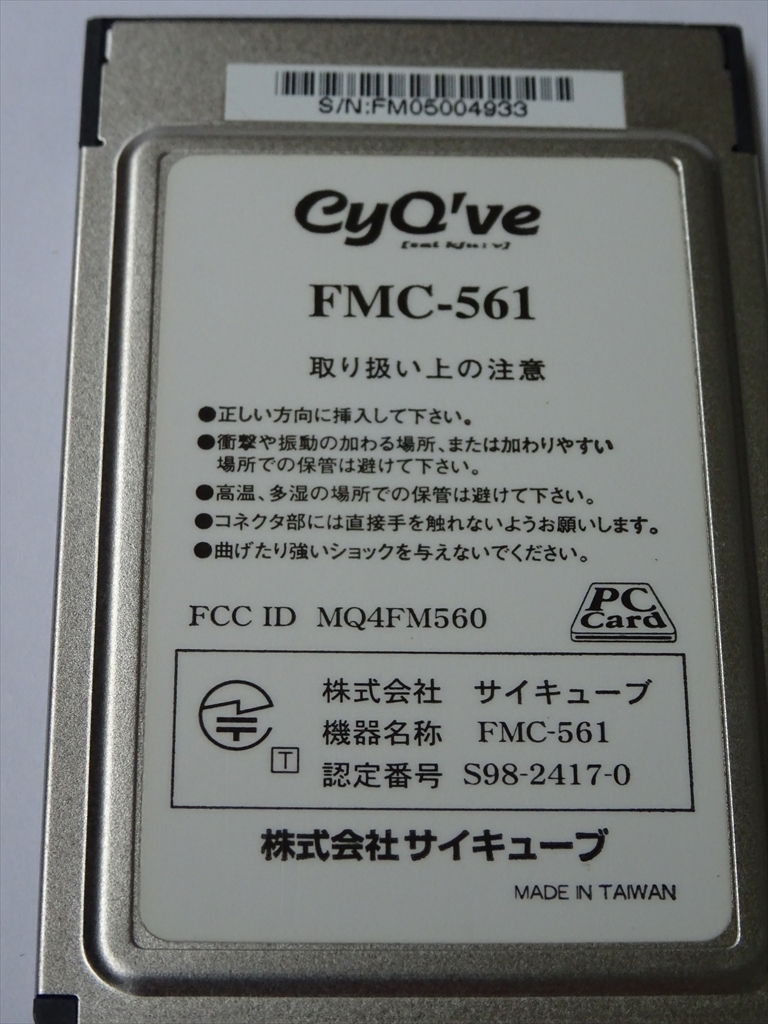 S/N:FM05004933
CyQ've
FMC-561
取り扱い上の注意
●正しい方向に挿入して下さい。
●衝撃や振動の加わる場所、または加わりやすい
場所での保管は避けて下さい。
●高温、多湿の場所での保管は避けて下さい。
●コネクタ部には直接手を触れないようお願いします。
●曲げたり強いショックを与えないでください。
FCC ID MQ4FM560
PC
Card
株式会社 サイキューブ
機器名称 FMC-561
T
認定番号 S98-2417-0
株式会社サイキューブ
MADE IN TAIWAN